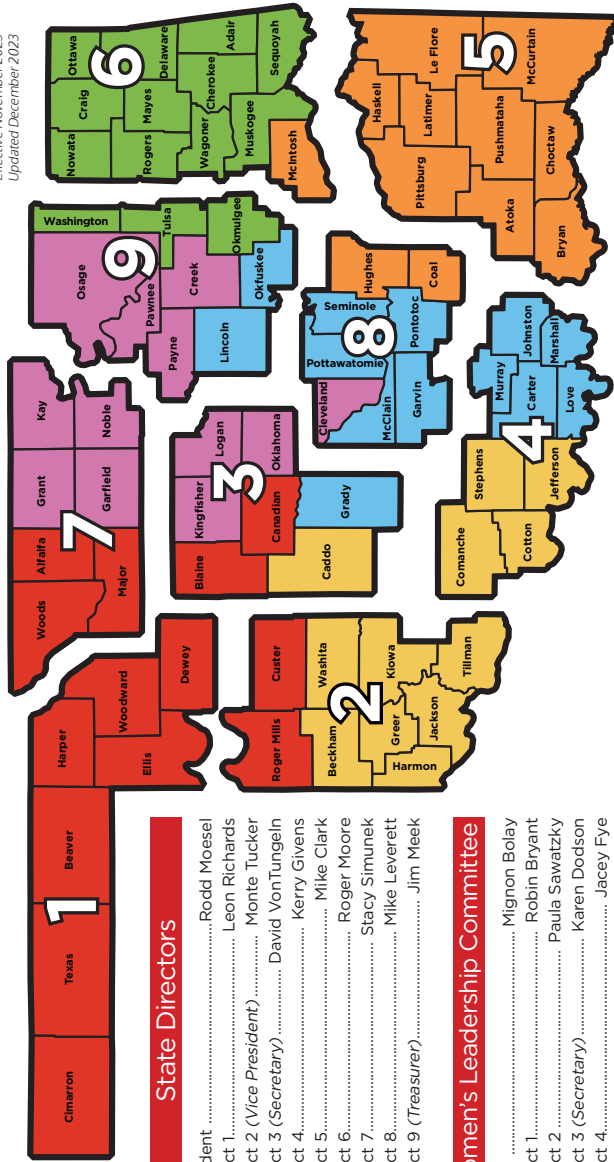 Effective November 2023
Updated December 2023
Cimarron
Texas
Beaver
1
Harper
Woodward
Ellis
Dewey
Woods
Alfalfa
Grant
Kay
7
Major
Garfield
Noble
Osage
Washington
9
Pawnee
Tulsa
Payne
Creek
Okmulgee
Lincoln
Okfuskee
Nowata
Craig
Ottawa
6
Rogers
Mayes
Delaware
Wagoner
Cherokee
Adair
Muskogee
Sequoyah
McIntosh
Roger Mills
Custer
Beckham
Washita
2
Greer
Kiowa
Harmon
Jackson
Tillman
Blaine
Kingfisher
Logan
3
Canadian
Oklahoma
Caddo
Grady
Cleveland
Pottawatomie
Seminole
Hughes
8
McClain
Pontotoc
Coal
Garvin
Comanche
Stephens
Murray
Johnston
Carter
4
Marshall
Cotton
Jefferson
Love
Pittsburg
Haskell
Latimer
Le Flore
5
Atoka
Pushmataha
McCurtain
Bryan
Choctaw
State Directors
dent ........................................ Rodd Moesel
ct 1........................................ Leon Richards
ct 2 (Vice President) .......... Monte Tucker
ct 3 (Secretary).............. David VonTungeln
ct 4.......................................... Kerry Givens
ct 5............................................. Mike Clark
ct 6.......................................... Roger Moore
ct 7....................................... Stacy Simunek
ct 8........................................ Mike Leverett
ct 9 (Treasurer)............................ Jim Meek
omen's Leadership Committee
.............................................. Mignon Bolay
ct 1......................................... Robin Bryant
ct 2 ..................................... Paula Sawatzky
ct 3 (Secretary) ................. Karen Dodson
ct 4............................................. Jacey Fye